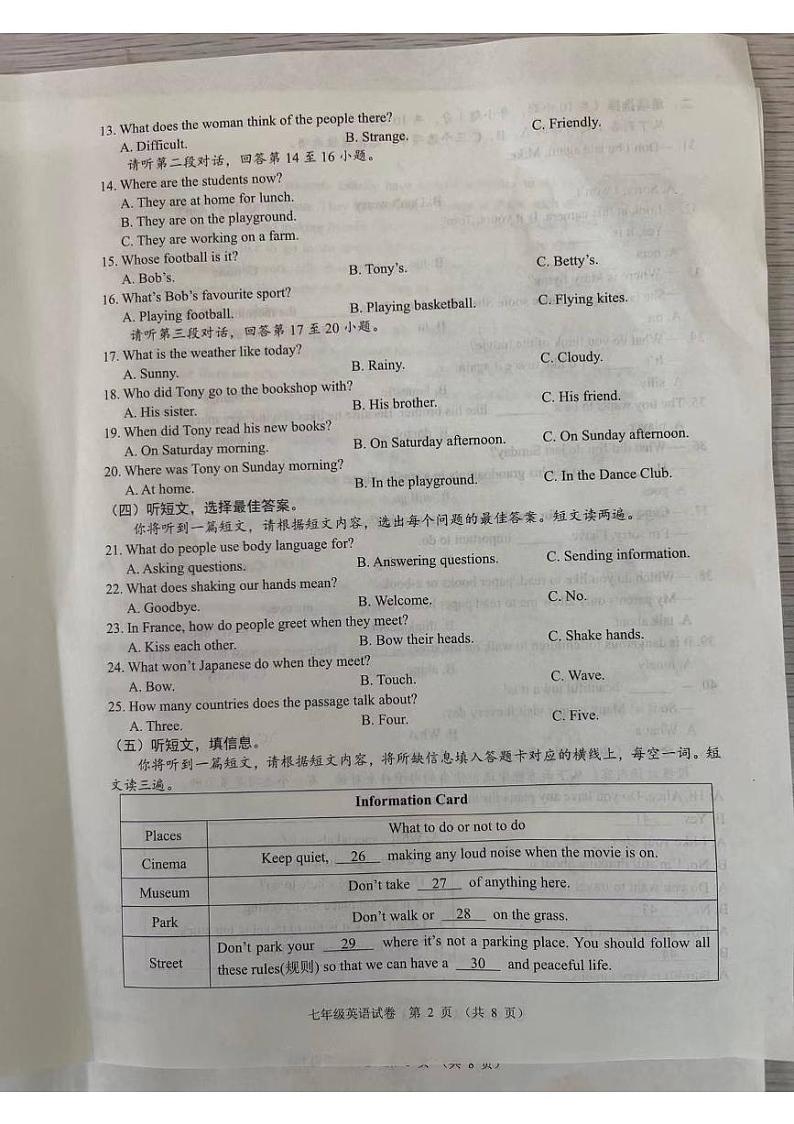 13. What does the woman think of the people there?
A. Difficult. B. Strange. C. Friendly.
请听第二段对话，回答第 14 至 16 小题。
14. Where are the students now?
A. They are at home for lunch.
B. They are on the playground.
C. They are working on a farm.
15. Whose football is it?
A. Bob's. B. Tony's. C. Betty's.
16. What's Bob's favourite sport?
A. Playing football. B. Playing basketball. C. Flying kites.
请听第三段对话，回答第 17 至 20 小题。
17. What is the weather like today?
A. Sunny. B. Rainy. C. Cloudy.
18. Who did Tony go to the bookshop with?
A. His sister. B. His brother. C. His friend.
19. When did Tony read his new books?
A. On Saturday morning. B. On Saturday afternoon. C. On Sunday afternoon.
20. Where was Tony on Sunday morning?
A. At home. B. In the playground. C. In the Dance Club.
（四）听短文，选择最佳答案。
你将听到一篇短文，请根据短文内容，选出每个问题的最佳答案。短文读两遍。
21. What do people use body language for?
A. Asking questions. B. Answering questions. C. Sending information.
22. What does shaking our hands mean?
A. Goodbye. B. Welcome. C. No.
23. In France, how do people greet when they meet?
A. Kiss each other. B. Bow their heads. C. Shake hands.
24. What won't Japanese do when they meet?
A. Bow. B. Touch. C. Wave.
25. How many countries does the passage talk about?
A. Three. B. Four. C. Five.
（五）听短文，填信息。
你将听到一篇短文，请根据短文内容，将所缺信息填入答题卡对应的横线上，每空一词。短
文读三遍。
Information Card
Places What to do or not to do
Cinema Keep quiet, 26 making any loud noise when the movie is on.
Museum Don't take 27 of anything here.
Park Don't walk or 28 on the grass.
Street Don't park your 29 where it's not a parking place. You should follow all
these rules(规则) so that we can have a 30 and peaceful life.
七年级英语试卷 第 2 页 （共 8 页）